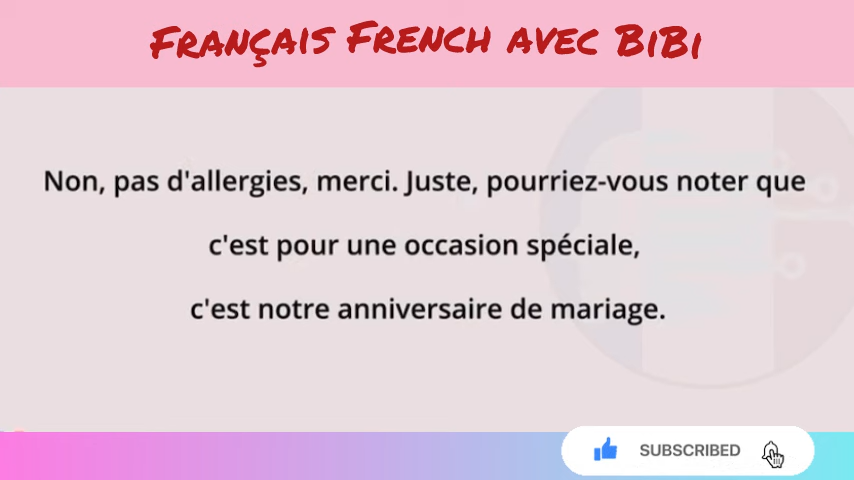 Français French avec BiBi
Non, pas d'allergies, merci. Juste, pourriez-vous noter que
c'est pour une occasion spéciale,
c'est notre anniversaire de mariage.
SUBSCRIBED